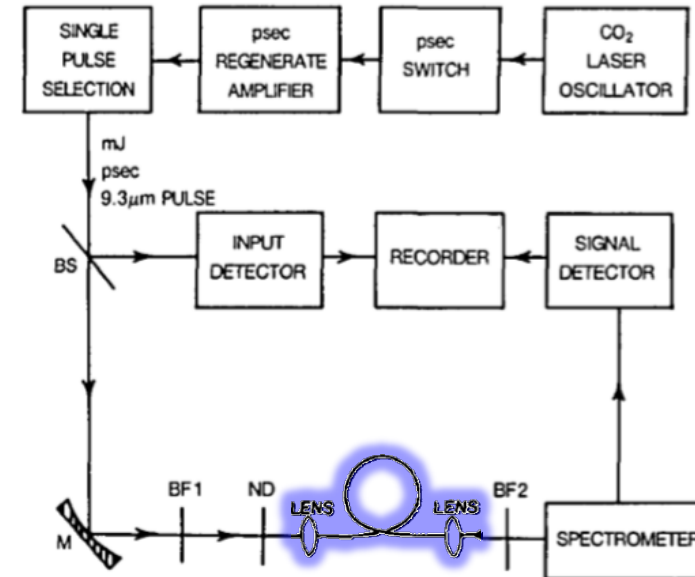 SINGLE
PULSE
SELECTION
psec
REGENERATE
AMPLIFIER
psec
SWITCH
CO₂
LASER
OSCILLATOR
mJ
psec
9.3μm PULSE
BS
INPUT
DETECTOR
RECORDER
SIGNAL
DETECTOR
M
BF1
ND
LENS
LENS
BF2
SPECTROMETER